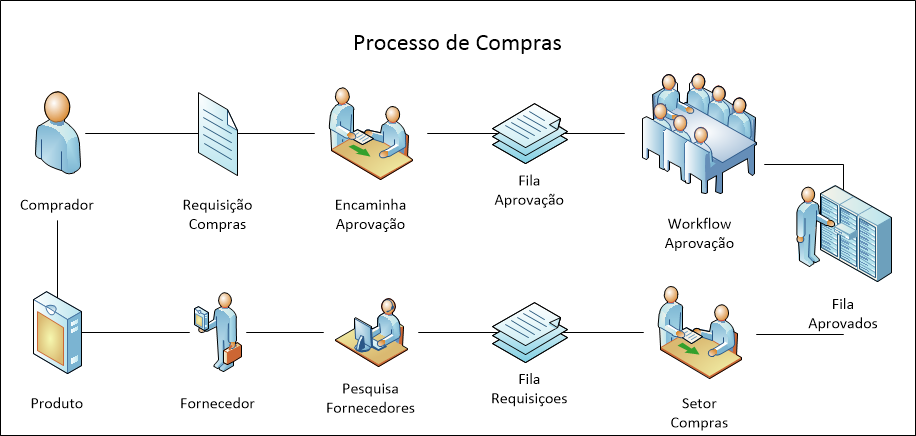 Processo de Compras
Comprador
Requisição
Compras
Encaminha
Aprovação
Fila
Aprovação
Workflow
Aprovação
Fila
Aprovados
Produto
Fornecedor
Pesquisa
Fornecedores
Fila
Requisiçoes
Setor
Compras